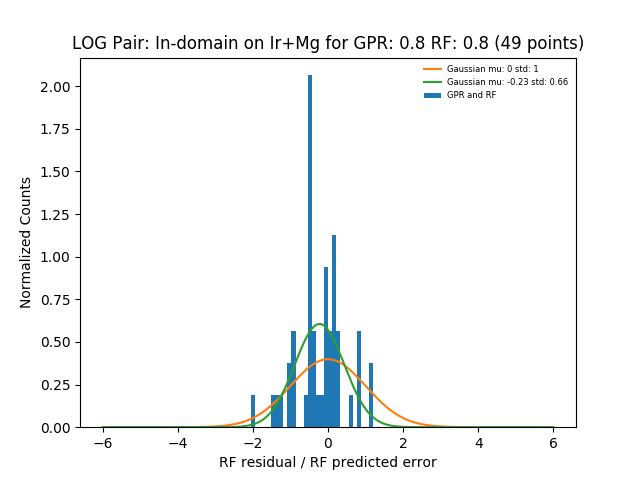 LOG Pair: In-domain on Ir+Mg for GPR: 0.8 RF: 0.8 (49 points)
Gaussian mu: 0 std: 1
Gaussian mu: -0.23 std: 0.66
GPR and RF
Normalized Counts
2.00
1.75
1.50
1.25
1.00
0.75
0.50
0.25
0.00
−6 −4 −2 0 2 4 6
RF residual / RF predicted error